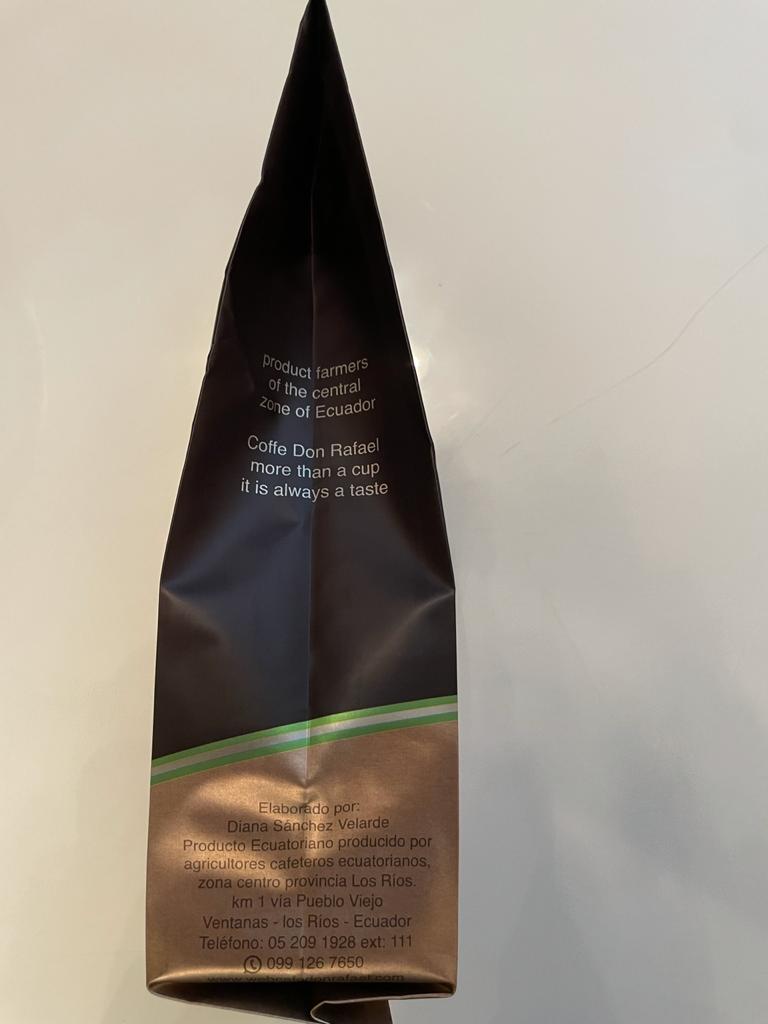 product farmers
of the central
zone of Ecuador
Coffe Don Rafael
more than a cup
it is always a taste
Elaborado por:
Diana Sánchez Velarde
Producto Ecuatoriano producido por
agricultores cafeteros ecuatorianos,
zona centro provincia Los Ríos.
km 1 vía Pueblo Viejo
Ventanas - los Ríos - Ecuador
Teléfono: 05 209 1928 ext: 111
099 126 7650